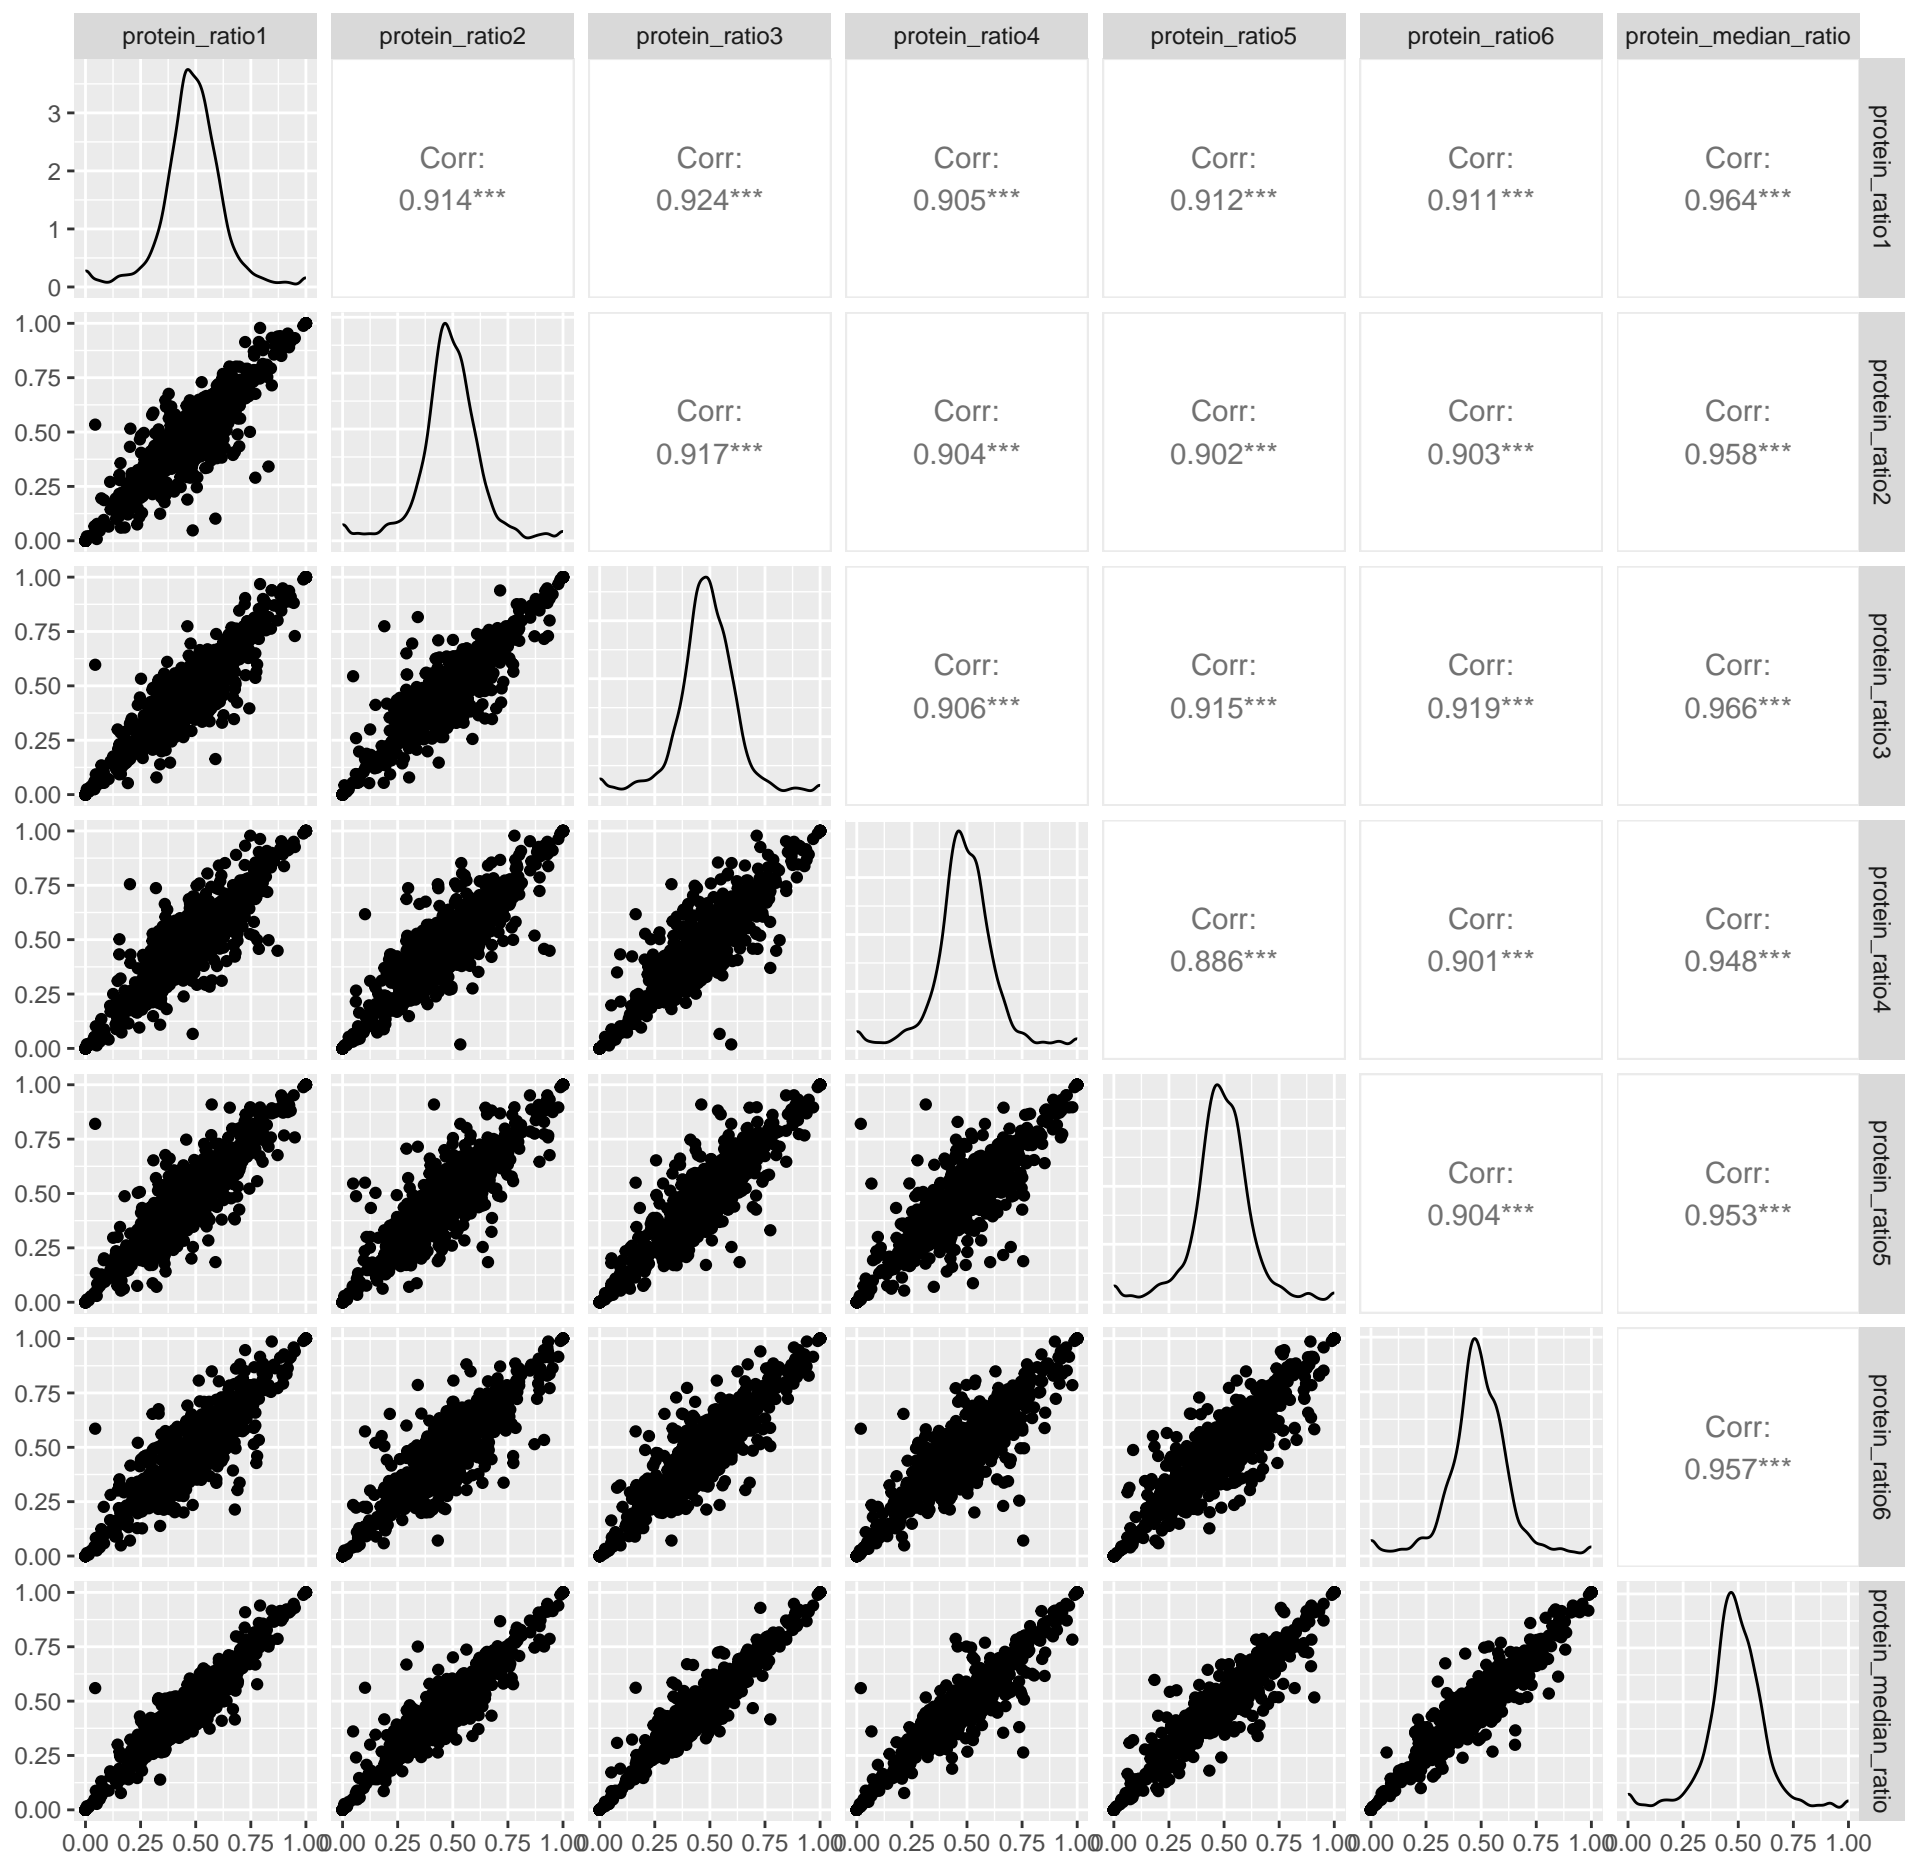 protein_ratio1 protein_ratio2 protein_ratio3 protein_ratio4 protein_ratio5 protein_ratio6 protein_median_ratio
3
2
1
0
Corr:
0.914***
Corr:
0.924***
Corr:
0.905***
Corr:
0.912***
Corr:
0.911***
Corr:
0.964***
protein_ratio1
1.00
0.75
0.50
0.25
0.00
Corr:
0.917***
Corr:
0.904***
Corr:
0.902***
Corr:
0.903***
Corr:
0.958***
protein_ratio2
1.00
0.75
0.50
0.25
0.00
Corr:
0.906***
Corr:
0.915***
Corr:
0.919***
Corr:
0.966***
protein_ratio3
1.00
0.75
0.50
0.25
0.00
Corr:
0.886***
Corr:
0.901***
Corr:
0.948***
protein_ratio4
1.00
0.75
0.50
0.25
0.00
Corr:
0.904***
Corr:
0.953***
protein_ratio5
1.00
0.75
0.50
0.25
0.00
Corr:
0.957***
protein_ratio6
1.00
0.75
0.50
0.25
0.00
protein_median_ratio
0.00 0.25 0.50 0.75 1.00 0.00 0.25 0.50 0.75 1.00 0.00 0.25 0.50 0.75 1.00 0.00 0.25 0.50 0.75 1.00 0.00 0.25 0.50 0.75 1.00 0.00 0.25 0.50 0.75 1.00 0.00 0.25 0.50 0.75 1.00